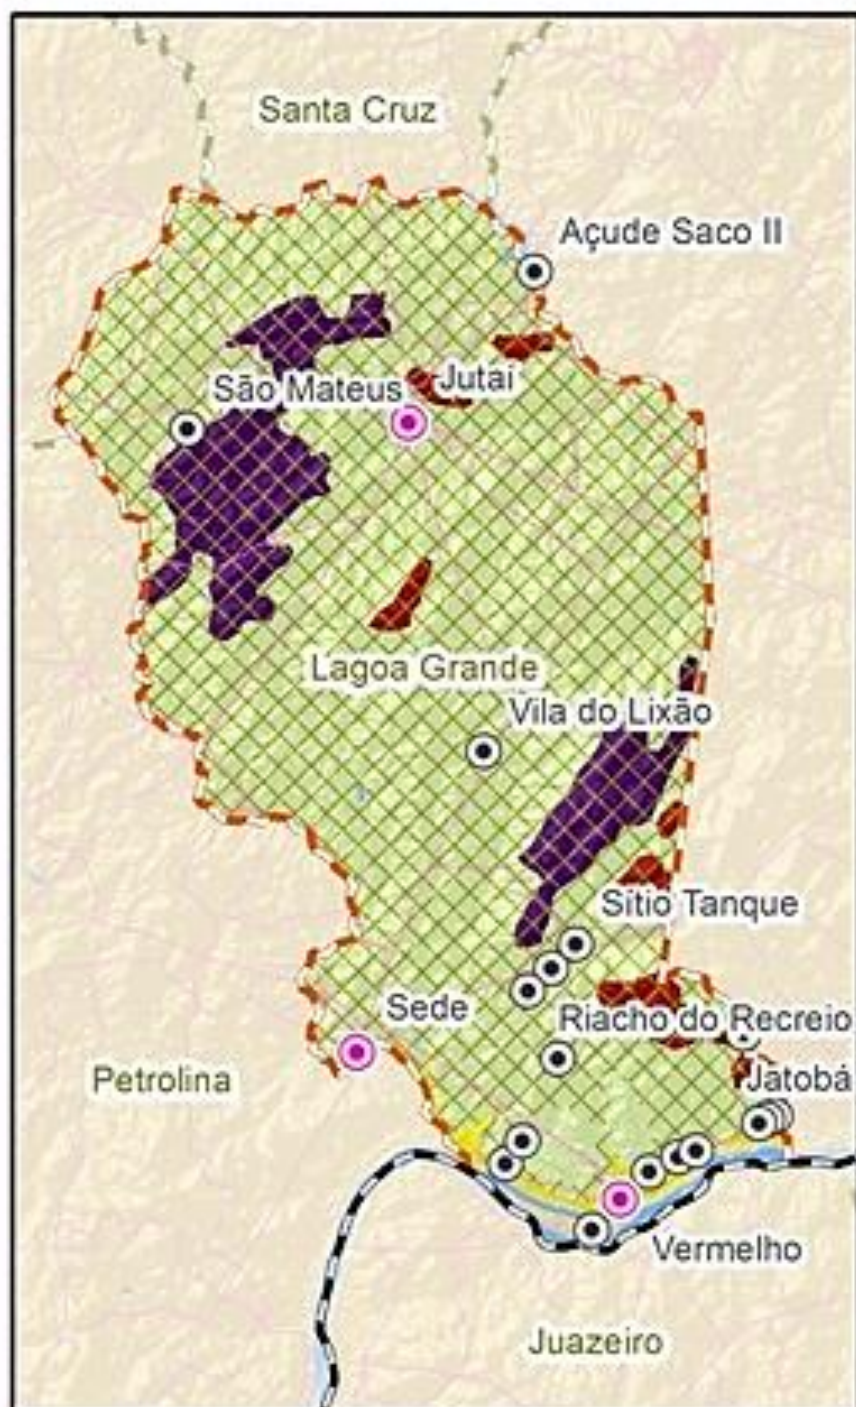 Santa Cruz
Açude Saco II
São Mateus
Jutaí
Lagoa Grande
Vila do Lixão
Sítio Tanque
Sede
Riacho do Recreio
Petrolina
Jatobá
Vermelho
Juazeiro